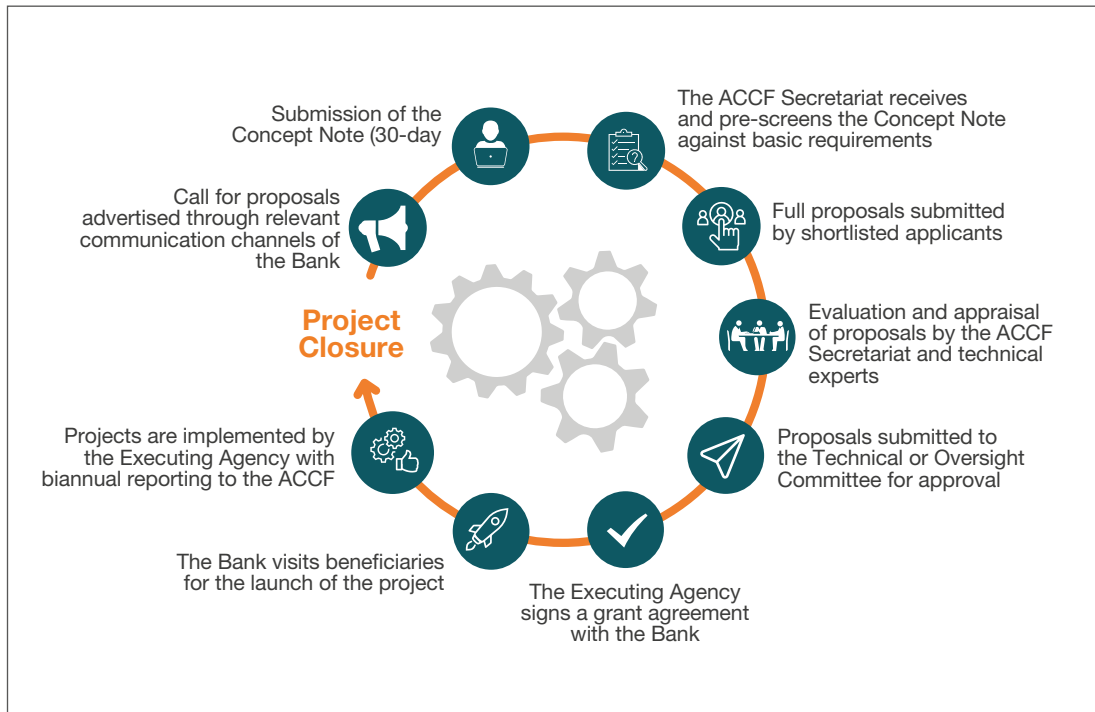 Call for proposals
advertised through relevant
communication channels of
the Bank
Submission of the
Concept Note (30-day
The ACCF Secretariat receives
and pre-screens the Concept Note
against basic requirements
Full proposals submitted
by shortlisted applicants
Evaluation and appraisal
of proposals by the ACCF
Secretariat and technical
experts
Proposals submitted to
the Technical or Oversight
Committee for approval
The Executing Agency
signs a grant agreement
with the Bank
The Bank visits beneficiaries
for the launch of the project
Projects are implemented by
the Executing Agency with
biannual reporting to the ACCF
Project
Closure